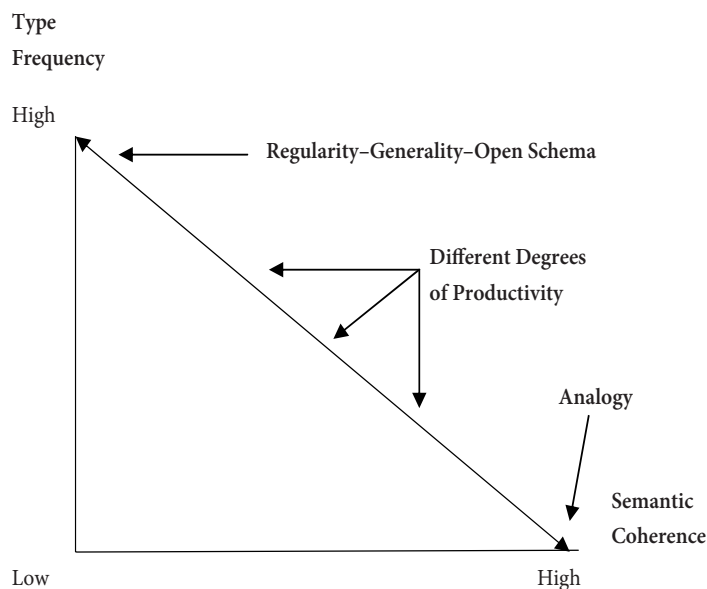 Type
Frequency
High
Regularity–Generality–Open Schema
Different Degrees
of Productivity
Analogy
Semantic
Coherence
Low
High